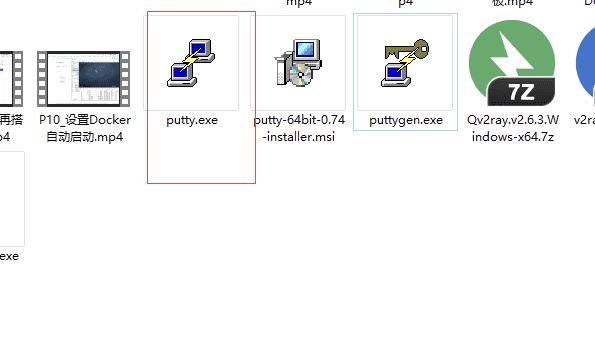 mp4
p4
板.mp4
再搭
p4
P10_设置Docker
自动启动.mp4
putty.exe
putty-64bit-0.74
-installer.msi
puttygen.exe
7Z
Qv2ray.v2.6.3.W
indows-x64.7z
v2ra
exe